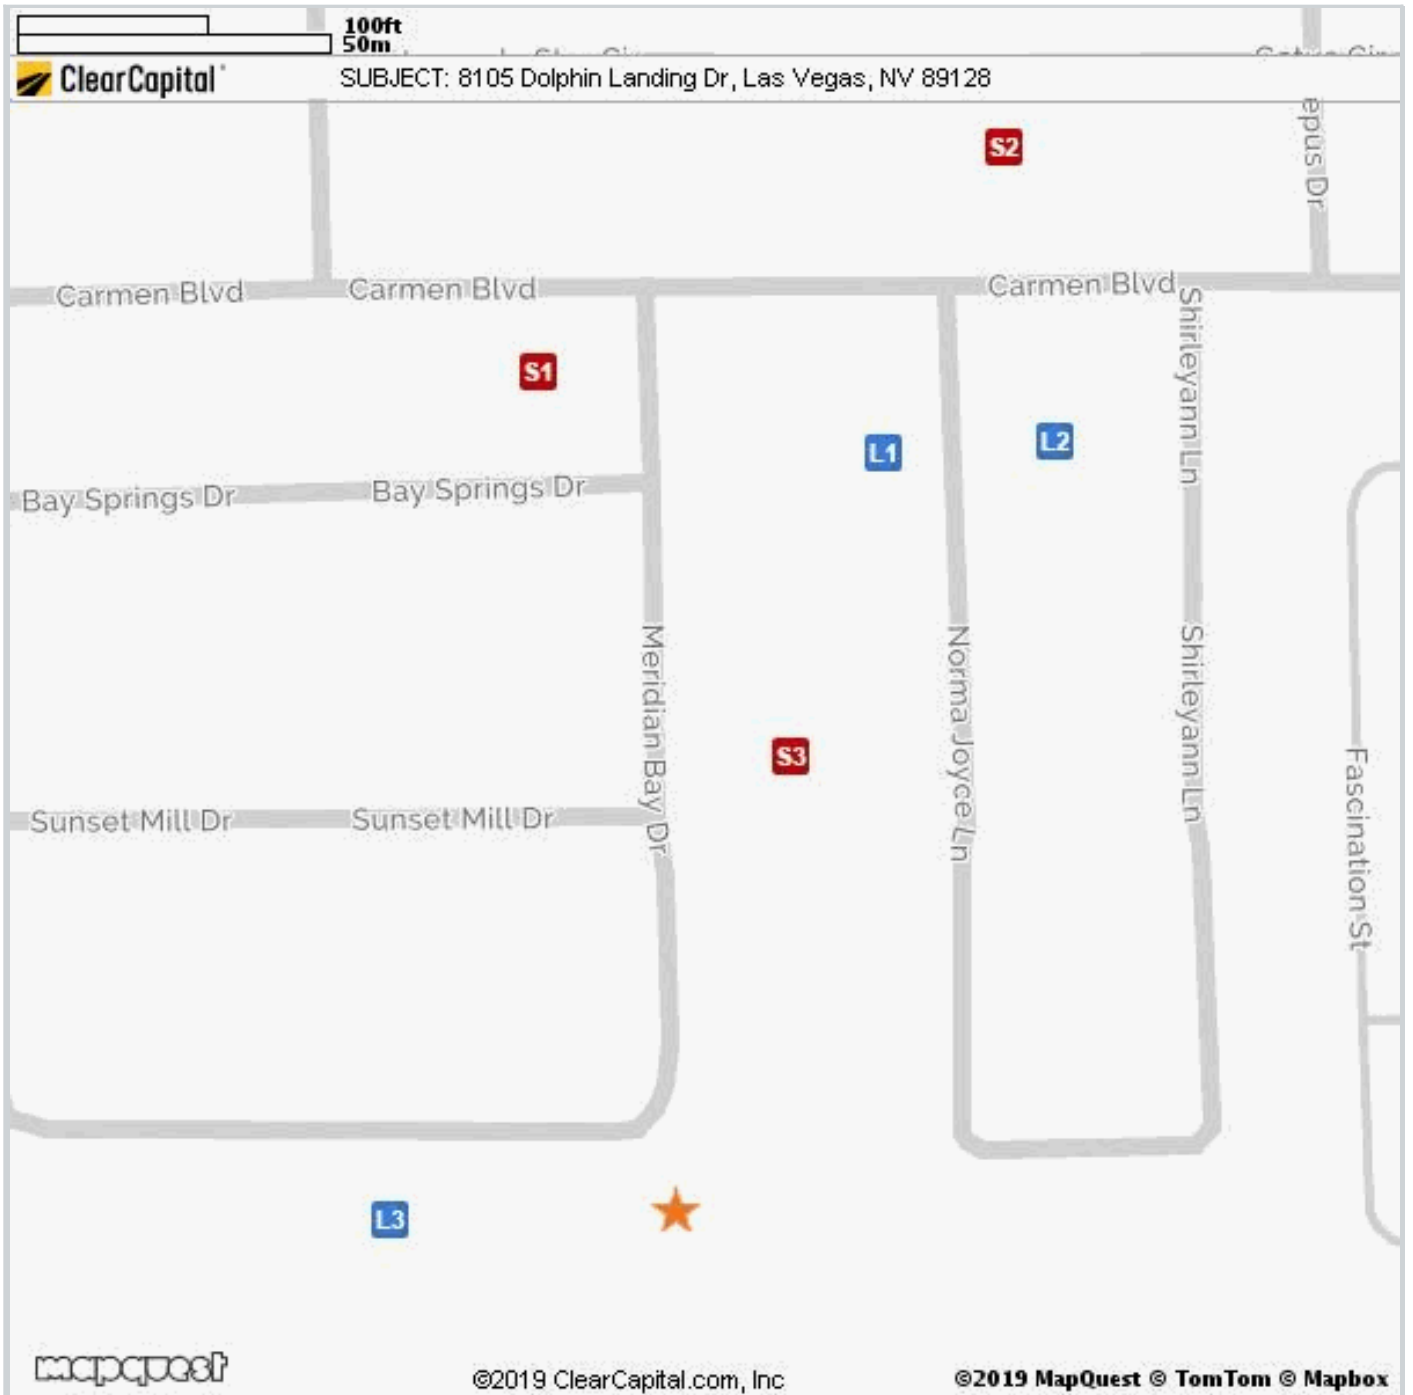 100ft
50m
ClearCapital
SUBJECT: 8105 Dolphin Landing Dr, Las Vegas, NV 89128
epus Dr
S2
Carmen Blvd
Carmen Blvd
Carmen Blvd
Shirleyann Ln
S1
L1
L2
Bay Springs Dr
Bay Springs Dr
Meridian Bay Dr
Norma Joyce Ln
Shirleyann Ln
S3
Fascination St
Sunset Mill Dr
Sunset Mill Dr
L3
mapquest
©2019 ClearCapital.com, Inc
©2019 MapQuest © TomTom © Mapbox